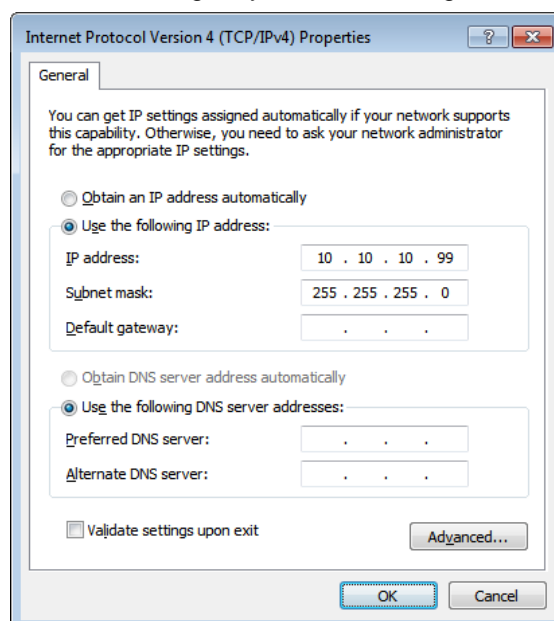 Internet Protocol Version 4 (TCP/IPv4) Properties
General
You can get IP settings assigned automatically if your network supports
this capability. Otherwise, you need to ask your network administrator
for the appropriate IP settings.
Obtain an IP address automatically
Use the following IP address:
IP address: 10 . 10 . 10 . 99
Subnet mask: 255 . 255 . 255 . 0
Default gateway: . . .
Obtain DNS server address automatically
Use the following DNS server addresses:
Preferred DNS server: . . .
Alternate DNS server: . . .
Validate settings upon exit
Advanced...
OK Cancel